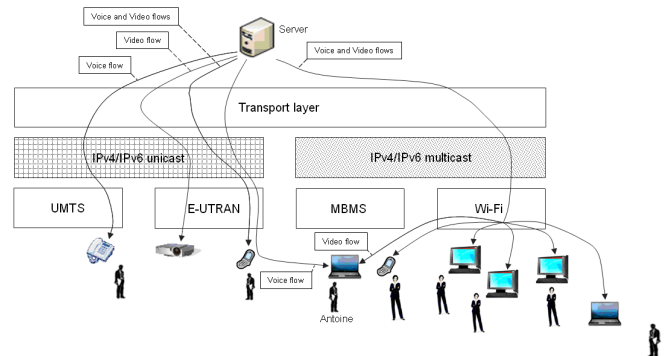 Voice and Video flows
Server
Video flow
Voice and Video flows
Voice flow
Transport layer
IPv4/IPv6 unicast
IPv4/IPv6 multicast
UMTS
E-UTRAN
MBMS
Wi-Fi
Video flow
Voice flow
Antoine